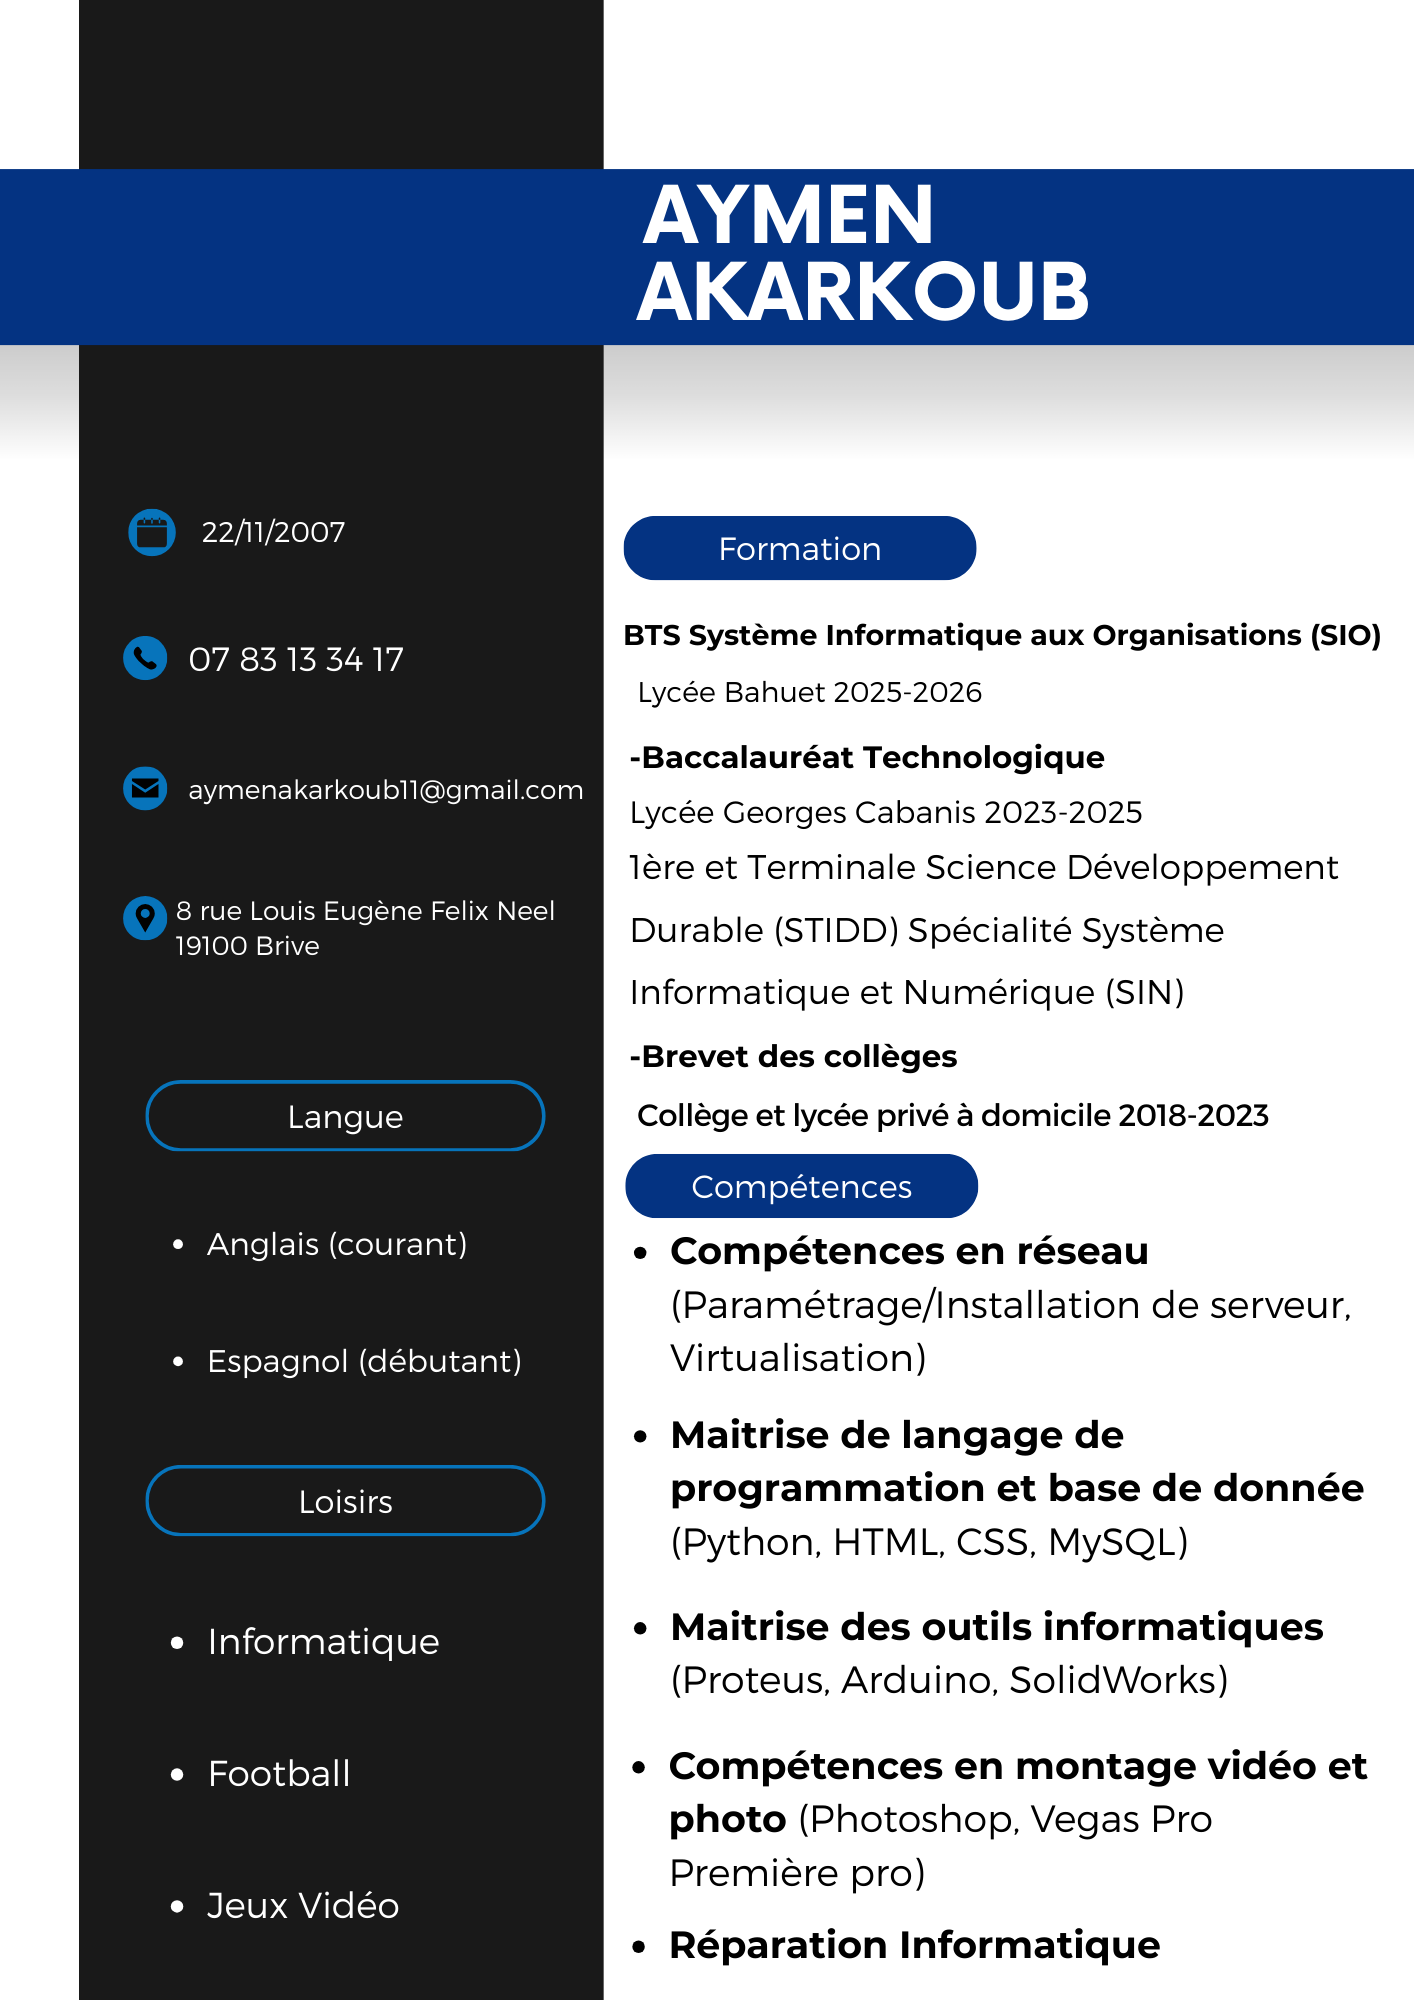 AYMEN
AKARKOUB
22/11/2007
07 83 13 34 17
aymenakarkoub11@gmail.com
8 rue Louis Eugène Felix Neel
19100 Brive
Langue
• Anglais (courant)
• Espagnol (débutant)
Loisirs
• Informatique
• Football
• Jeux Vidéo
Formation
BTS Système Informatique aux Organisations (SIO)
Lycée Bahuet 2025-2026
-Baccalauréat Technologique
Lycée Georges Cabanis 2023-2025
1ère et Terminale Science Développement
Durable (STIDD) Spécialité Système
Informatique et Numérique (SIN)
-Brevet des collèges
Collège et lycée privé à domicile 2018-2023
Compétences
• Compétences en réseau
(Paramétrage/Installation de serveur,
Virtualisation)
• Maitrise de langage de
programmation et base de donnée
(Python, HTML, CSS, MySQL)
• Maitrise des outils informatiques
(Proteus, Arduino, SolidWorks)
• Compétences en montage vidéo et
photo (Photoshop, Vegas Pro
Première pro)
• Réparation Informatique